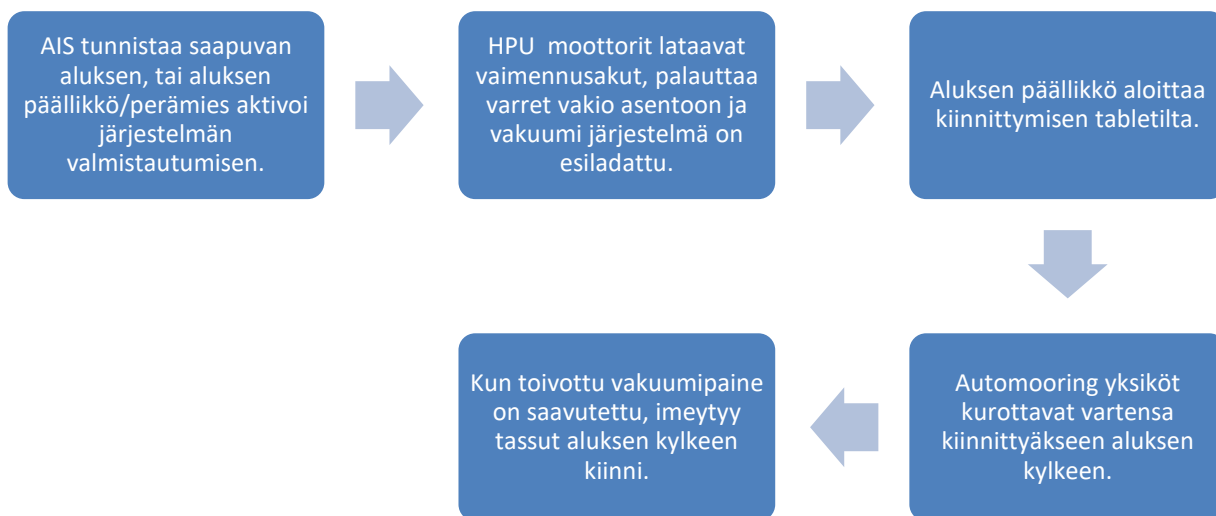 AIS tunnistaa saapuvan
aluksen, tai aluksen
päällikkö/perämies aktivoi
järjestelmän
valmistautumisen.
HPU  moottorit lataavat
vaimennusakut, palauttaa
varret vakio asentoon ja
vakuumi järjestelmä on
esiladattu.
Aluksen päällikkö aloittaa
kiinnittymisen tabletilta.
Automooring yksiköt
kurottavat vartensa
kiinnittyäkseen aluksen
kylkeen.
Kun toivottu vakuumipaine
on saavutettu, imeytyy
tassut aluksen kylkeen
kiinni.